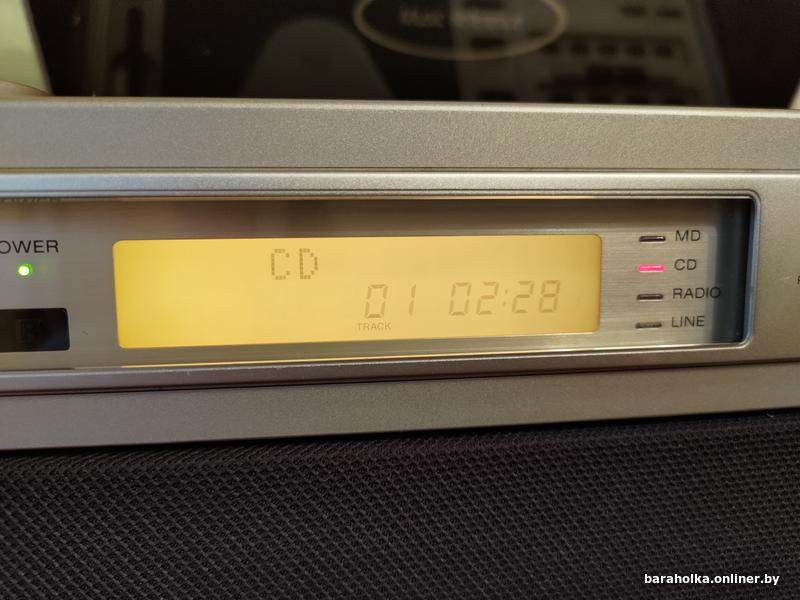 OWER
CD
01 02:28
TRACK
MD
CD
RADIO
LINE
baraholka.onliner.by